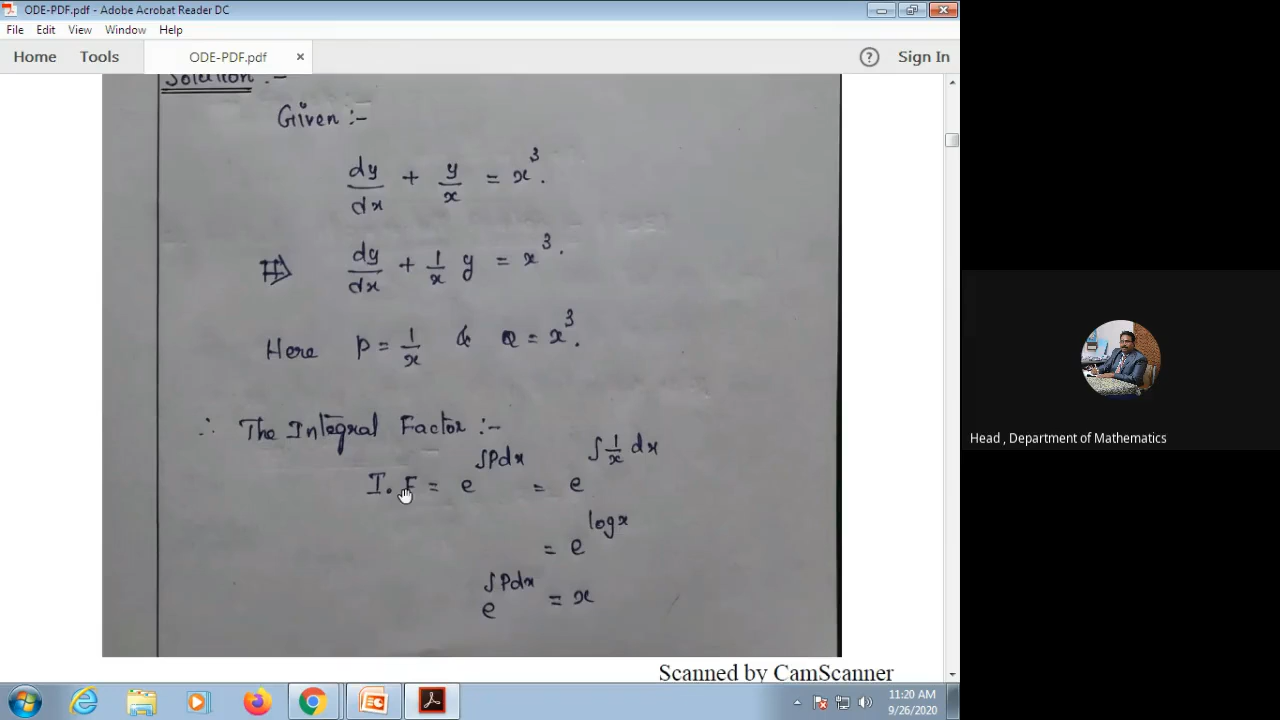 ODE-PDF.pdf - Adobe Acrobat Reader DC
File Edit View Window Help
Home Tools ODE-PDF.pdf × ? Sign In
Solution :-
Given :-
dy/dx + y/x = x³.
⇒ dy/dx + 1/x y = x³.
Here P = 1/x & Q = x³.
∴ The Integral Factor :-
I.F = e^∫Pdx = e^∫1/x dx
= e^logx
e^∫Pdx = x
Scanned by CamScanner
Head , Department of Mathematics
11:20 AM
9/26/2020